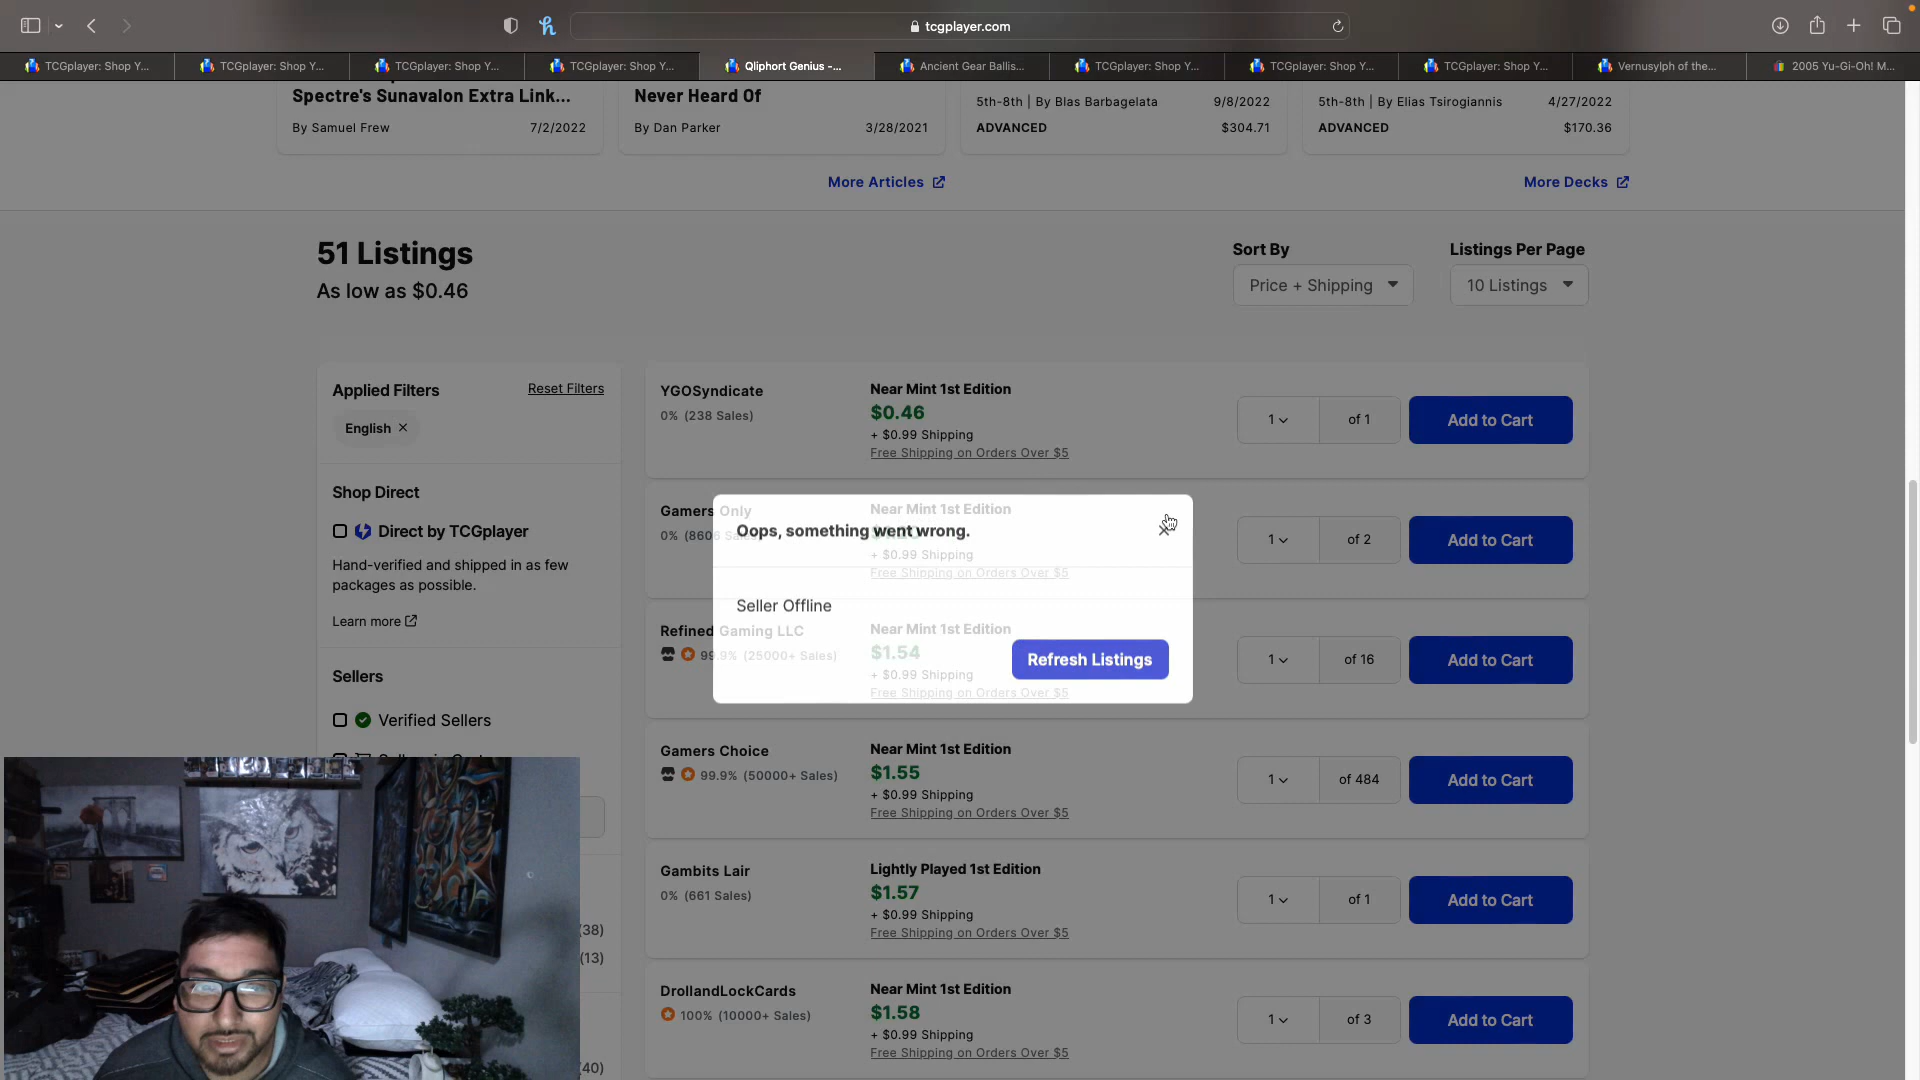 tcgplayer.com
TCGplayer: Shop Y...
TCGplayer: Shop Y...
TCGplayer: Shop Y...
TCGplayer: Shop Y...
Qliphort Genius -...
Ancient Gear Ballis...
TCGplayer: Shop Y...
TCGplayer: Shop Y...
TCGplayer: Shop Y...
Vernusylph of the...
2005 Yu-Gi-Oh! M...
Spectre's Sunavalon Extra Link...
By Samuel Frew 7/2/2022
Never Heard Of
By Dan Parker 3/28/2021
5th-8th | By Blas Barbagelata 9/8/2022
ADVANCED $304.71
5th-8th | By Elias Tsirogiannis 4/27/2022
ADVANCED $170.36
More Articles
More Decks
51 Listings
As low as $0.46
Sort By
Price + Shipping
Listings Per Page
10 Listings
Applied Filters
Reset Filters
English
Shop Direct
Direct by TCGplayer
Hand-verified and shipped in as few
packages as possible.
Learn more
Sellers
Verified Sellers
(38)
(13)
(40)
YGOSyndicate
0% (238 Sales)
Near Mint 1st Edition
$0.46
+ $0.99 Shipping
Free Shipping on Orders Over $5
1 of 1
Add to Cart
Gamers Only
0% (8606 Sales)
Near Mint 1st Edition
+ $0.99 Shipping
Free Shipping on Orders Over $5
1 of 2
Add to Cart
Oops, something went wrong.
Seller Offline
Refresh Listings
Refined Gaming LLC
99.9% (25000+ Sales)
Near Mint 1st Edition
$1.54
+ $0.99 Shipping
Free Shipping on Orders Over $5
1 of 16
Add to Cart
Gamers Choice
99.9% (50000+ Sales)
Near Mint 1st Edition
$1.55
+ $0.99 Shipping
Free Shipping on Orders Over $5
1 of 484
Add to Cart
Gambits Lair
0% (661 Sales)
Lightly Played 1st Edition
$1.57
+ $0.99 Shipping
Free Shipping on Orders Over $5
1 of 1
Add to Cart
DrollandLockCards
100% (10000+ Sales)
Near Mint 1st Edition
$1.58
+ $0.99 Shipping
Free Shipping on Orders Over $5
1 of 3
Add to Cart